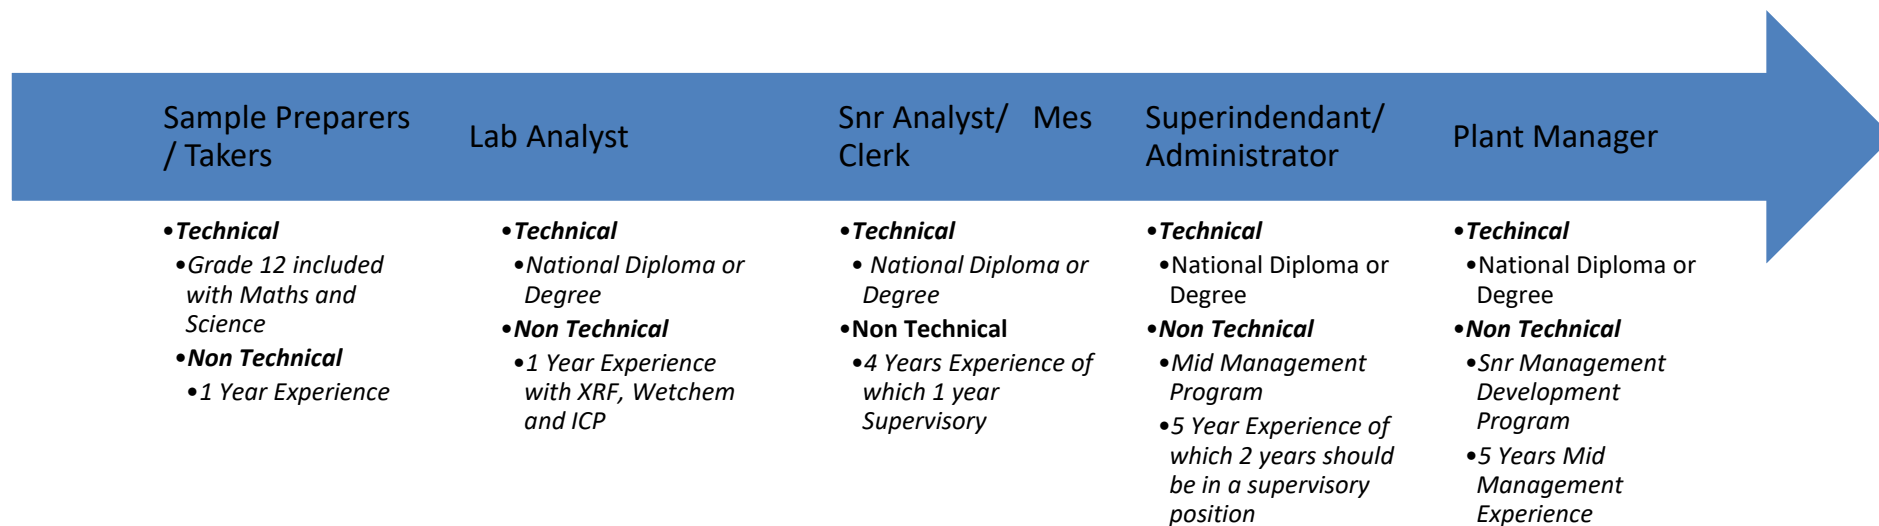 Sample Preparers
/ Takers
Lab Analyst
Snr Analyst/ Mes
Clerk
Superindendant/
Administrator
Plant Manager
•Technical
•Grade 12 included
with Maths and
Science
•Non Technical
•1 Year Experience
•Technical
•National Diploma or
Degree
•Non Technical
•1 Year Experience
with XRF, Wetchem
and ICP
•Technical
• National Diploma or
Degree
•Non Technical
•4 Years Experience of
which 1 year
Supervisory
•Technical
•National Diploma or
Degree
•Non Technical
•Mid Management
Program
•5 Year Experience of
which 2 years should
be in a supervisory
position
•Techincal
•National Diploma or
Degree
•Non Technical
•Snr Management
Development
Program
•5 Years Mid
Management
Experience